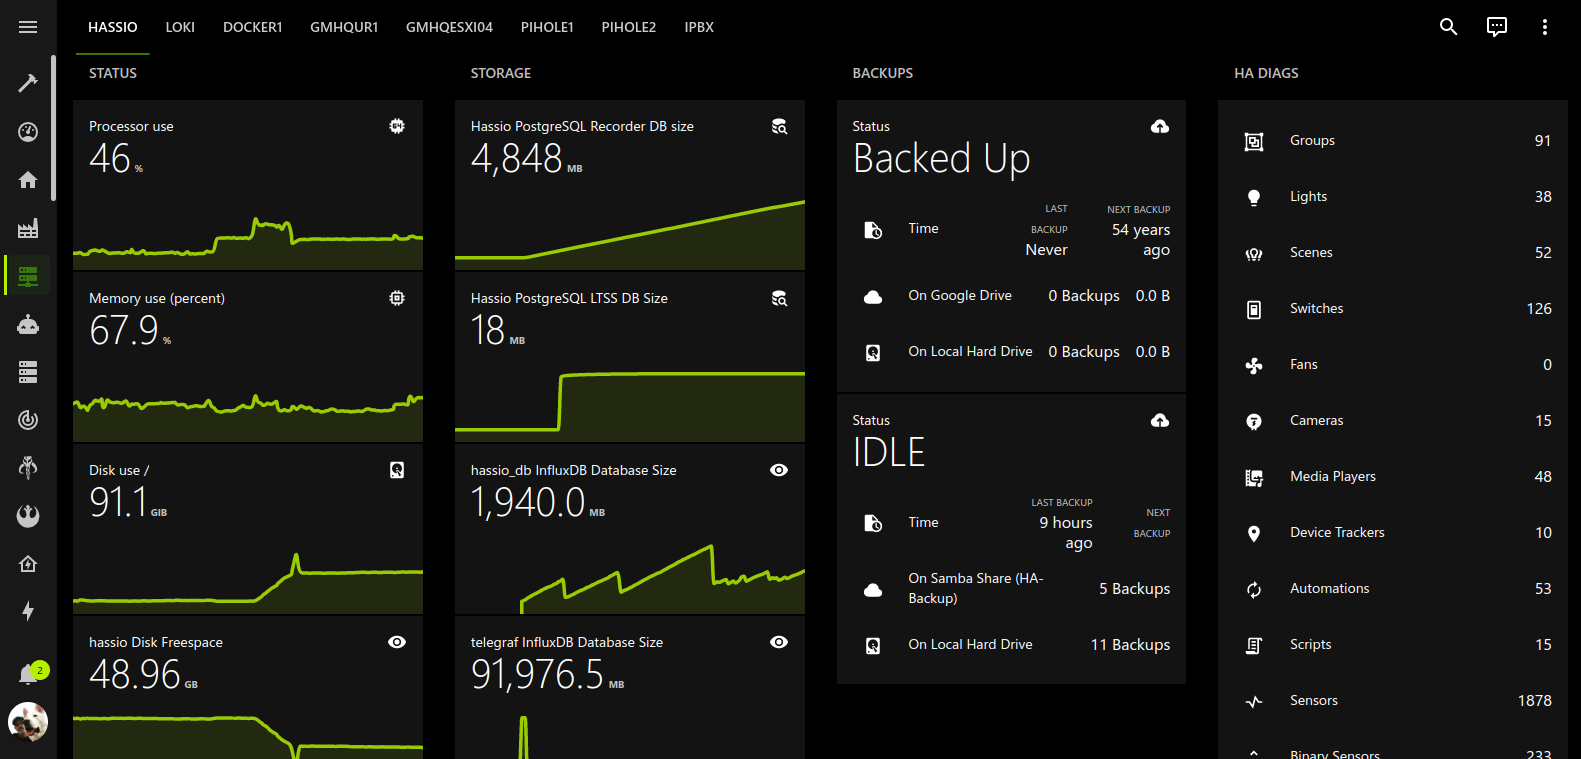 HASSIO LOKI DOCKER1 GMHQUR1 GMHQESXI04 PIHOLE1 PIHOLE2 IPBX
STATUS
Processor use
46 %
Memory use (percent)
67.9 %
Disk use /
91.1 GIB
hassio Disk Freespace
48.96 GB
2
STORAGE
Hassio PostgreSQL Recorder DB size
4,848 MB
Hassio PostgreSQL LTSS DB Size
18 MB
hassio_db InfluxDB Database Size
1,940.0 MB
telegraf InfluxDB Database Size
91,976.5 MB
BACKUPS
Status
Backed Up
Time
LAST
BACKUP
Never
NEXT BACKUP
54 years
ago
On Google Drive 0 Backups 0.0 B
On Local Hard Drive 0 Backups 0.0 B
Status
IDLE
Time
LAST BACKUP
9 hours
ago
NEXT
BACKUP
On Samba Share (HA-
Backup)
5 Backups
On Local Hard Drive 11 Backups
HA DIAGS
Groups 91
Lights 38
Scenes 52
Switches 126
Fans 0
Cameras 15
Media Players 48
Device Trackers 10
Automations 53
Scripts 15
Sensors 1878
Binary Sensors 233